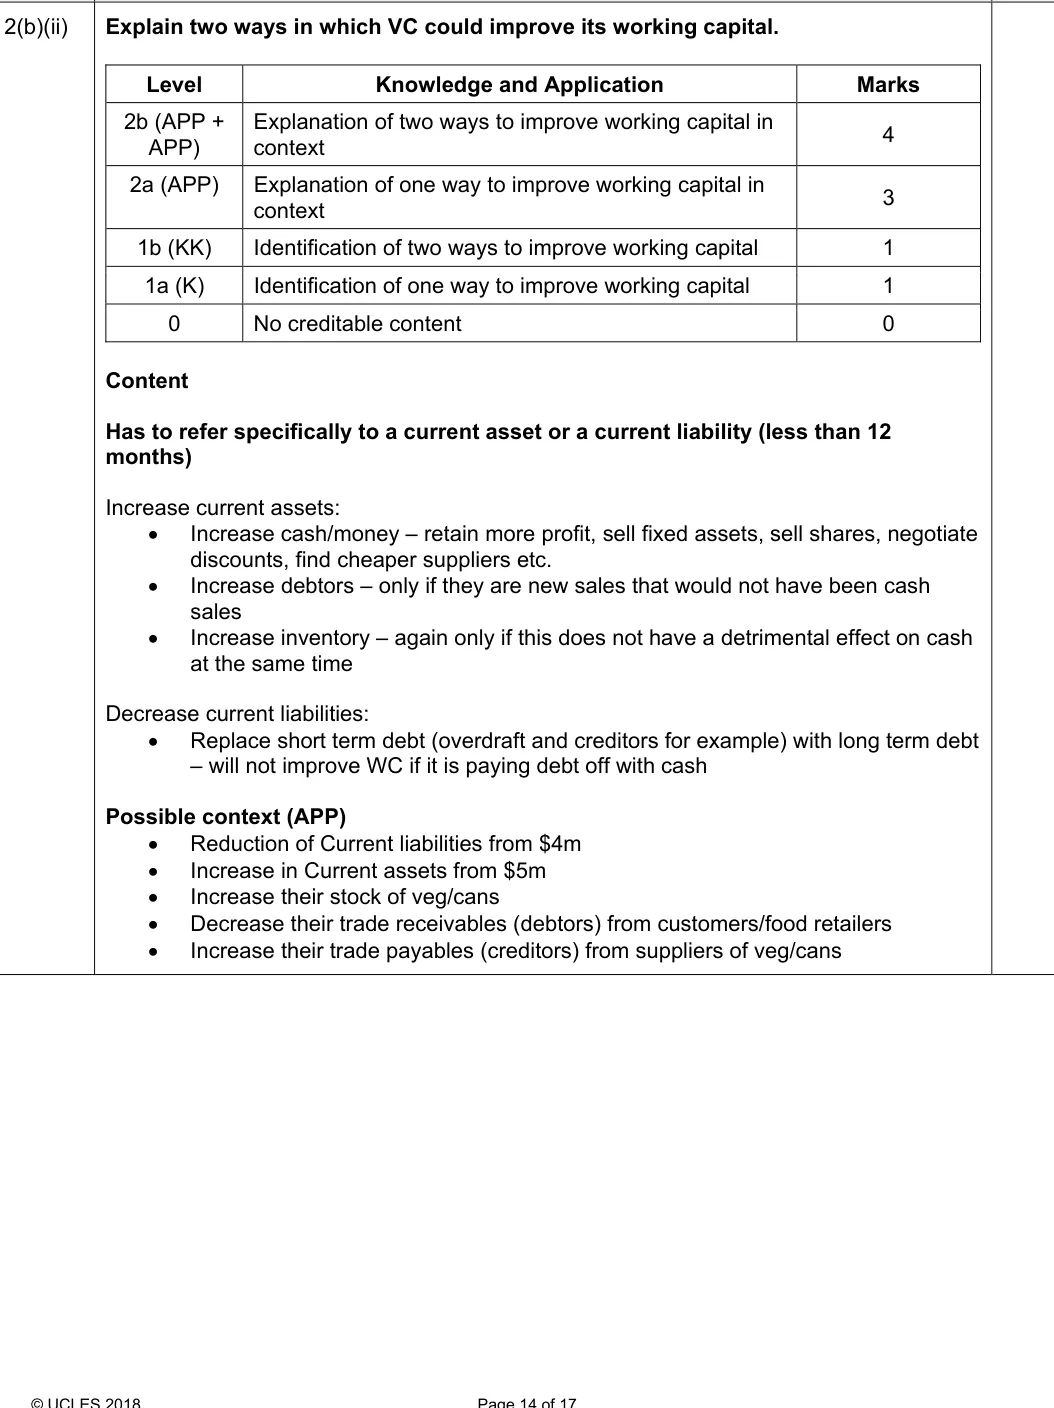 2(b)(ii)
Explain two ways in which VC could improve its working capital.
Level
Knowledge and Application
Marks
2b (APP +
APP)
Explanation of two ways to improve working capital in
context
4
2a (APP)
Explanation of one way to improve working capital in
context
3
1b (KK)
Identification of two ways to improve working capital
1
1a (K)
Identification of one way to improve working capital
1
0
No creditable content
0
Content
Has to refer specifically to a current asset or a current liability (less than 12
months)
Increase current assets:
• Increase cash/money – retain more profit, sell fixed assets, sell shares, negotiate
discounts, find cheaper suppliers etc.
• Increase debtors – only if they are new sales that would not have been cash
sales
• Increase inventory – again only if this does not have a detrimental effect on cash
at the same time
Decrease current liabilities:
• Replace short term debt (overdraft and creditors for example) with long term debt
– will not improve WC if it is paying debt off with cash
Possible context (APP)
• Reduction of Current liabilities from $4m
• Increase in Current assets from $5m
• Increase their stock of veg/cans
• Decrease their trade receivables (debtors) from customers/food retailers
• Increase their trade payables (creditors) from suppliers of veg/cans
© UCLES 2018
Page 14 of 17